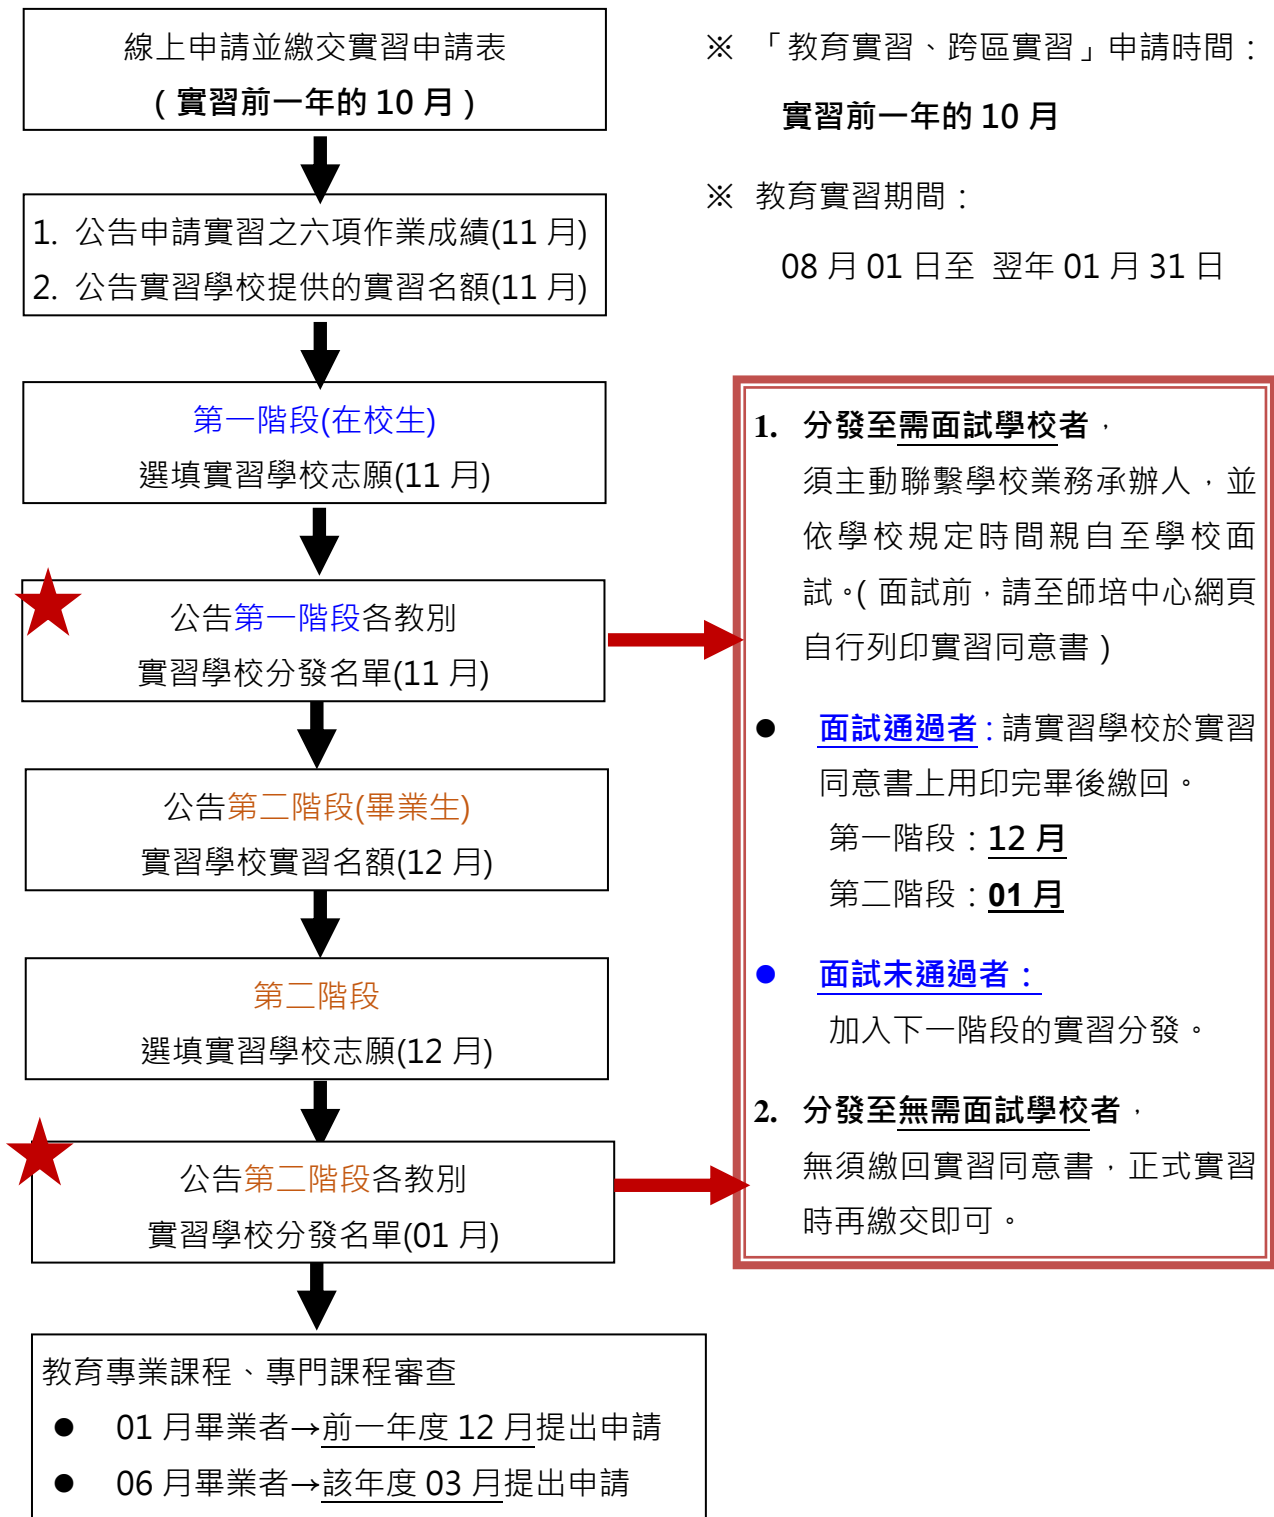 線上申請並繳交實習申請表
(實習前一年的 10 月)
1. 公告申請實習之六項作業成績(11 月)
2. 公告實習學校提供的實習名額(11 月)
第一階段(在校生)
選填實習學校志願(11 月)
公告第一階段各教別
實習學校分發名單(11 月)
公告第二階段(畢業生)
實習學校實習名額(12 月)
第二階段
選填實習學校志願(12 月)
公告第二階段各教別
實習學校分發名單(01 月)
教育專業課程、專門課程審查
● 01 月畢業者→前一年度 12 月提出申請
● 06 月畢業者→該年度 03 月提出申請
※ 「教育實習、跨區實習」申請時間：
實習前一年的 10 月
※ 教育實習期間：
08 月 01 日至 翌年 01 月 31 日
1. 分發至需面試學校者，
須主動聯繫學校業務承辦人，並
依學校規定時間親自至學校面
試。(面試前，請至師培中心網頁
自行列印實習同意書)
● 面試通過者：請實習學校於實習
同意書上用印完畢後繳回。
第一階段：12 月
第二階段：01 月
● 面試未通過者：
加入下一階段的實習分發。
2. 分發至無需面試學校者，
無須繳回實習同意書，正式實習
時再繳交即可。